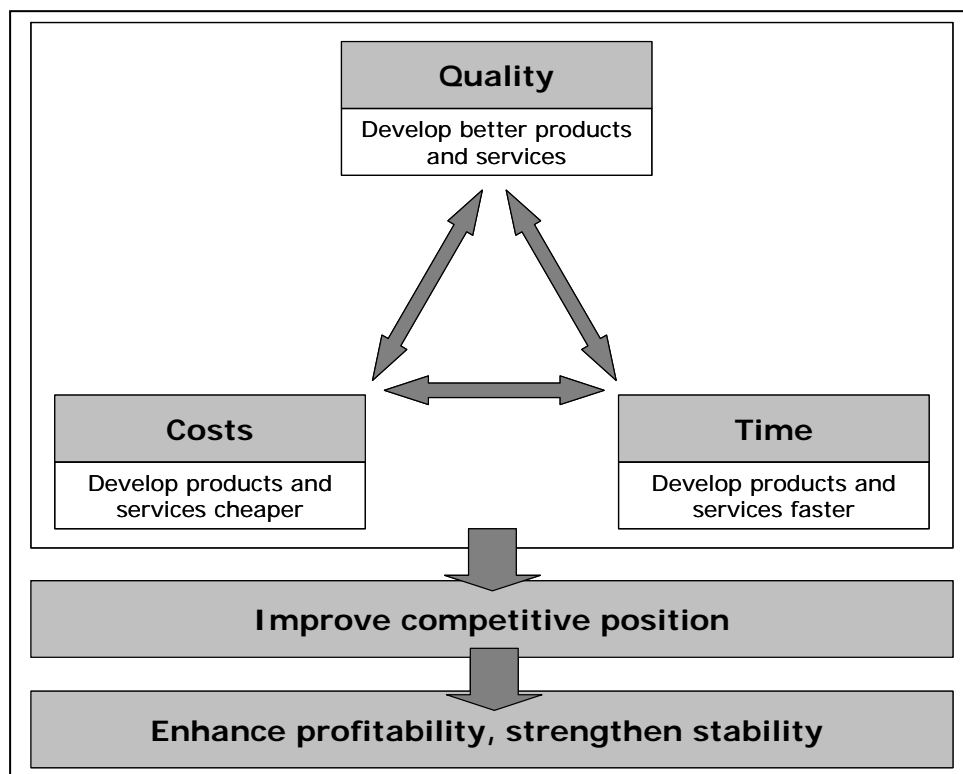 Quality
Develop better products
and services
Costs
Develop products and
services cheaper
Time
Develop products and
services faster
Improve competitive position
Enhance profitability, strengthen stability